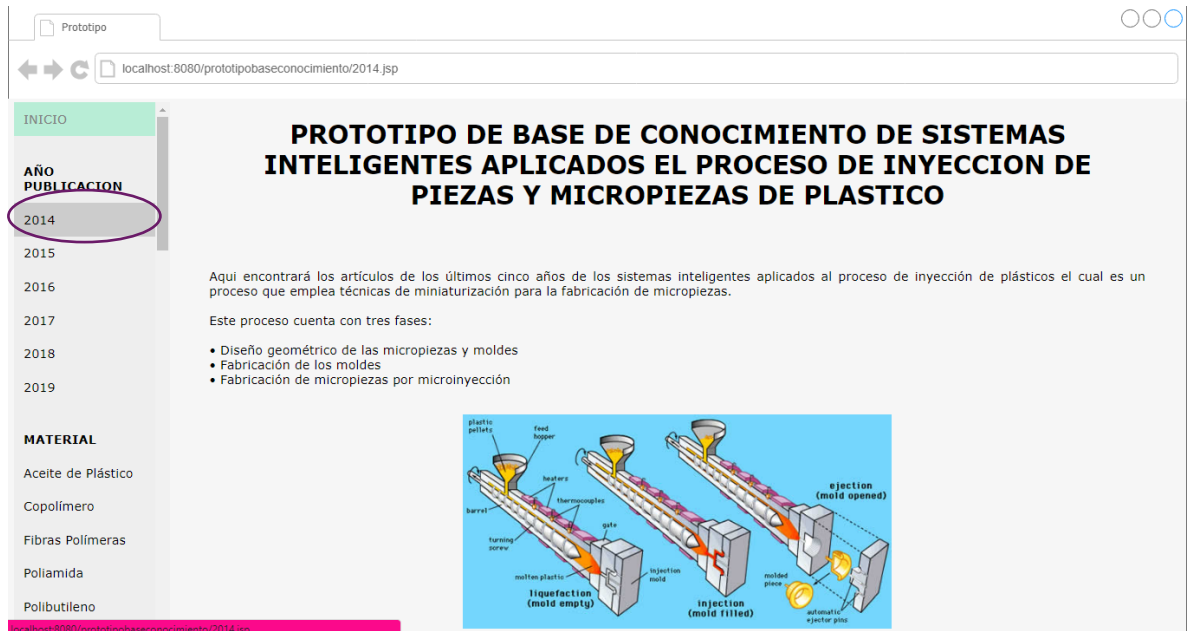 Prototipo
localhost:8080/prototipobaseconocimiento/2014.jsp
INICIO
AÑO
PUBLICACION
2014
2015
2016
2017
2018
2019
MATERIAL
Aceite de Plástico
Copolímero
Fibras Polímeras
Poliamida
Polibutileno
PROTOTIPO DE BASE DE CONOCIMIENTO DE SISTEMAS
INTELIGENTES APLICADOS EL PROCESO DE INYECCION DE
PIEZAS Y MICROPIEZAS DE PLASTICO
Aqui encontrará los artículos de los últimos cinco años de los sistemas inteligentes aplicados al proceso de inyección de plásticos el cual es un
proceso que emplea técnicas de miniaturización para la fabricación de micropiezas.
Este proceso cuenta con tres fases:
• Diseño geométrico de las micropiezas y moldes
• Fabricación de los moldes
• Fabricación de micropiezas por microinyección
plastic
pellets
feed
hopper
heaters
thermocouples
barrel
gate
turning
screw
molten plastic
injection
mold
liquefaction
(mold empty)
injection
(mold filled)
ejection
(mold opened)
molded
piece
automatic
ejector pins
localhost:8080/prototipobaseconocimiento/2014.jsp